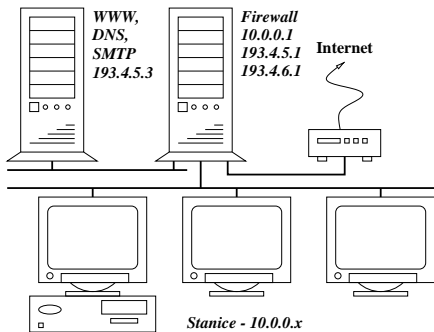 WWW,
DNS,
SMTP
193.4.5.3
Firewall
10.0.0.1
193.4.5.1
193.4.6.1
Internet
Stanice - 10.0.0.x